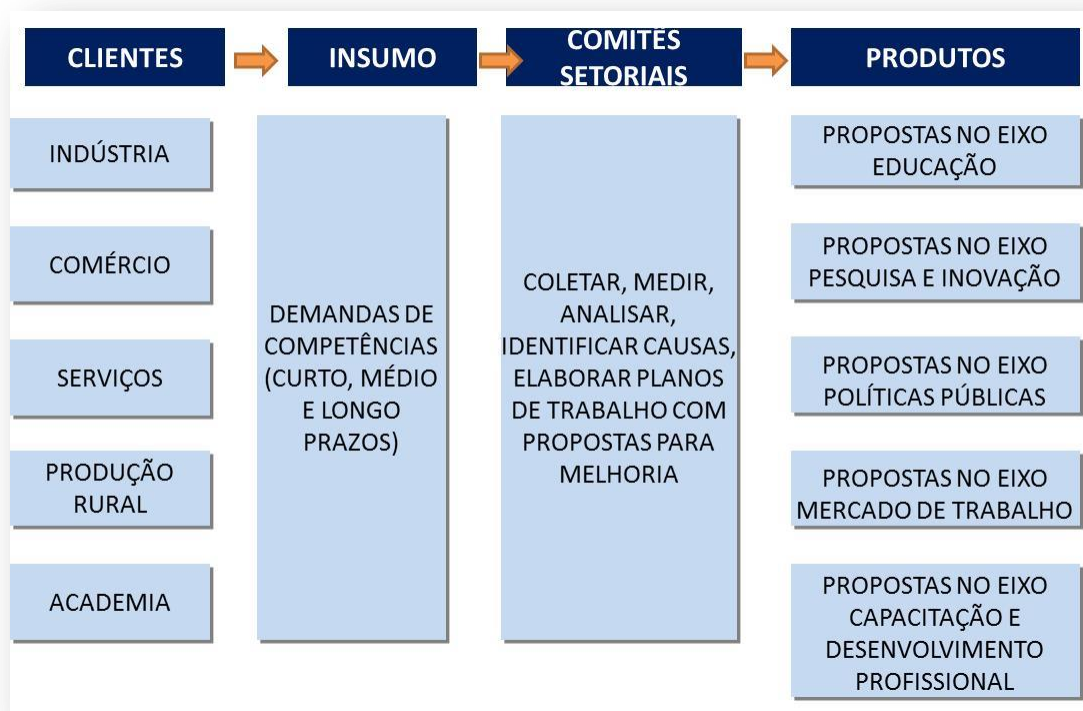 CLIENTES
INSUMO
COMITÊS
SETORIAIS
PRODUTOS
INDÚSTRIA
COMÉRCIO
SERVIÇOS
PRODUÇÃO
RURAL
ACADEMIA
DEMANDAS DE
COMPETÊNCIAS
(CURTO, MÉDIO
E LONGO
PRAZOS)
COLETAR, MEDIR,
ANALISAR,
IDENTIFICAR CAUSAS,
ELABORAR PLANOS
DE TRABALHO COM
PROPOSTAS PARA
MELHORIA
PROPOSTAS NO EIXO
EDUCAÇÃO
PROPOSTAS NO EIXO
PESQUISA E INOVAÇÃO
PROPOSTAS NO EIXO
POLÍTICAS PÚBLICAS
PROPOSTAS NO EIXO
MERCADO DE TRABALHO
PROPOSTAS NO EIXO
CAPACITAÇÃO E
DESENVOLVIMENTO
PROFISSIONAL